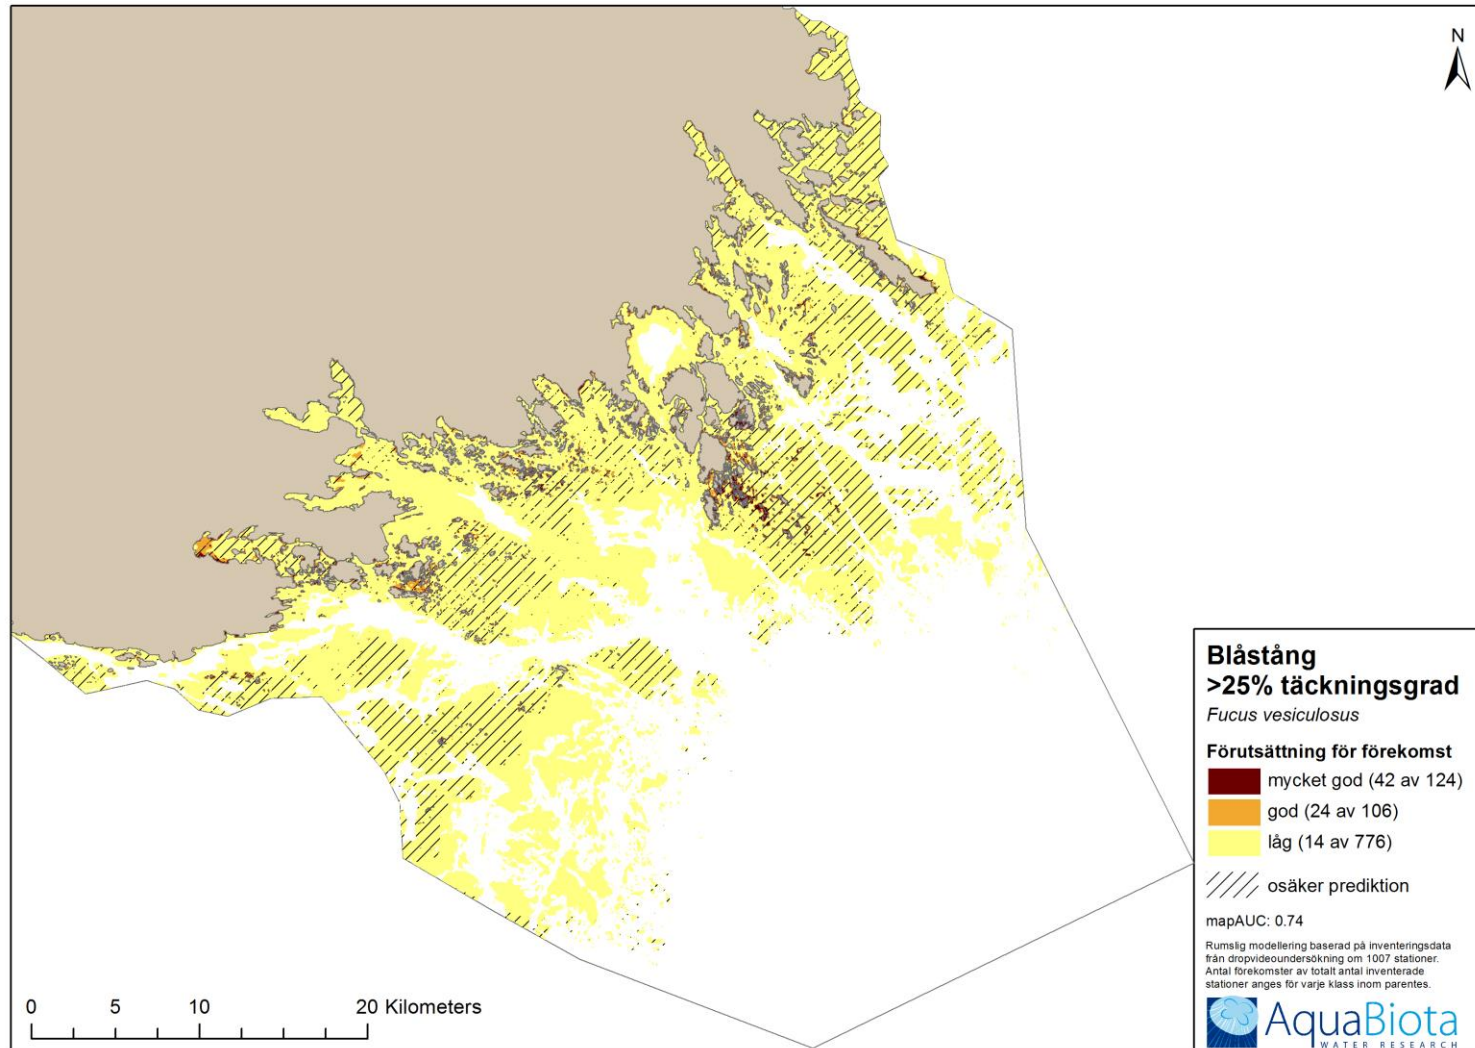 N
Blåstång
>25% täckningsgrad
Fucus vesiculosus
Förutsättning för förekomst
mycket god (42 av 124)
god (24 av 106)
låg (14 av 776)
osäker prediktion
mapAUC: 0.74
Rumslig modellering baserad på inventeringsdata
från dropvideoundersökning om 1007 stationer.
Antal förekomster av totalt antal inventerade
stationer anges för varje klass inom parentes.
AquaBiota
WATER RESEARCH
0 5 10 20 Kilometers